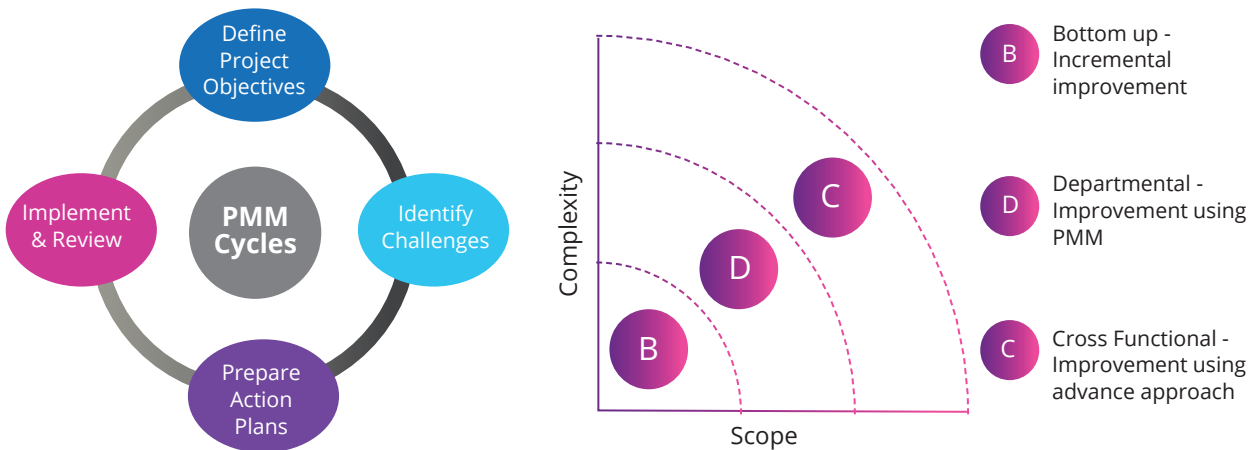 Define
Project
Objectives
Implement
& Review
PMM
Cycles
Identify
Challenges
Prepare
Action
Plans
Complexity
Scope
B
D
C
B
Bottom up -
Incremental
improvement
D
Departmental -
Improvement using
PMM
C
Cross Functional -
Improvement using
advance approach